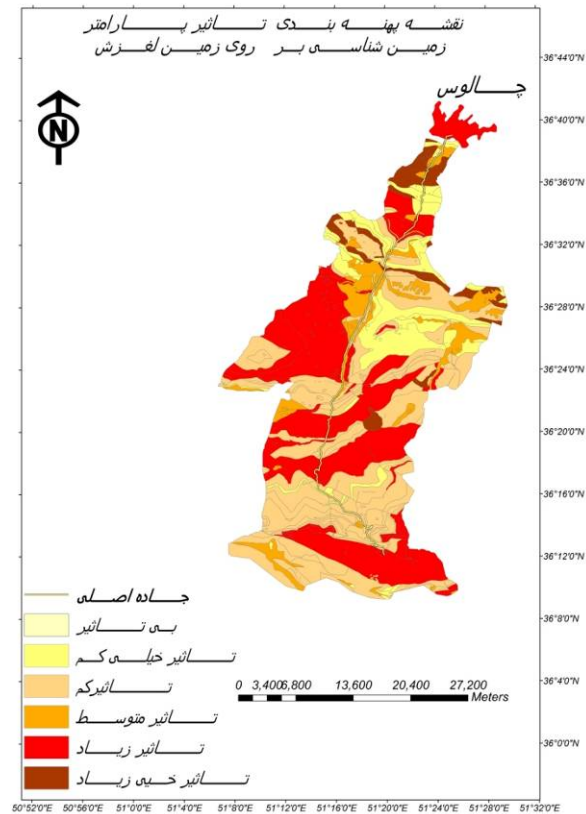 نقشه پهنه بندی تاثیر پارامتر
زمین شناسی بر روی زمین لغزش
چالوس
N
36°44'0"N
36°40'0"N
36°36'0"N
36°32'0"N
36°28'0"N
36°24'0"N
36°20'0"N
36°16'0"N
36°12'0"N
36°8'0"N
36°4'0"N
36°0'0"N
جاده اصلی
بی تاثیر
تاثیر خیلی کم
تاثیرکم
تاثیر متوسط
تاثیر زیاد
تاثیر خیی زیاد
0 3,400 6,800 13,600 20,400 27,200
Meters
50°52'0"E 50°56'0"E 51°0'0"E 51°4'0"E 51°8'0"E 51°12'0"E 51°16'0"E 51°20'0"E 51°24'0"E 51°28'0"E 51°32'0"E